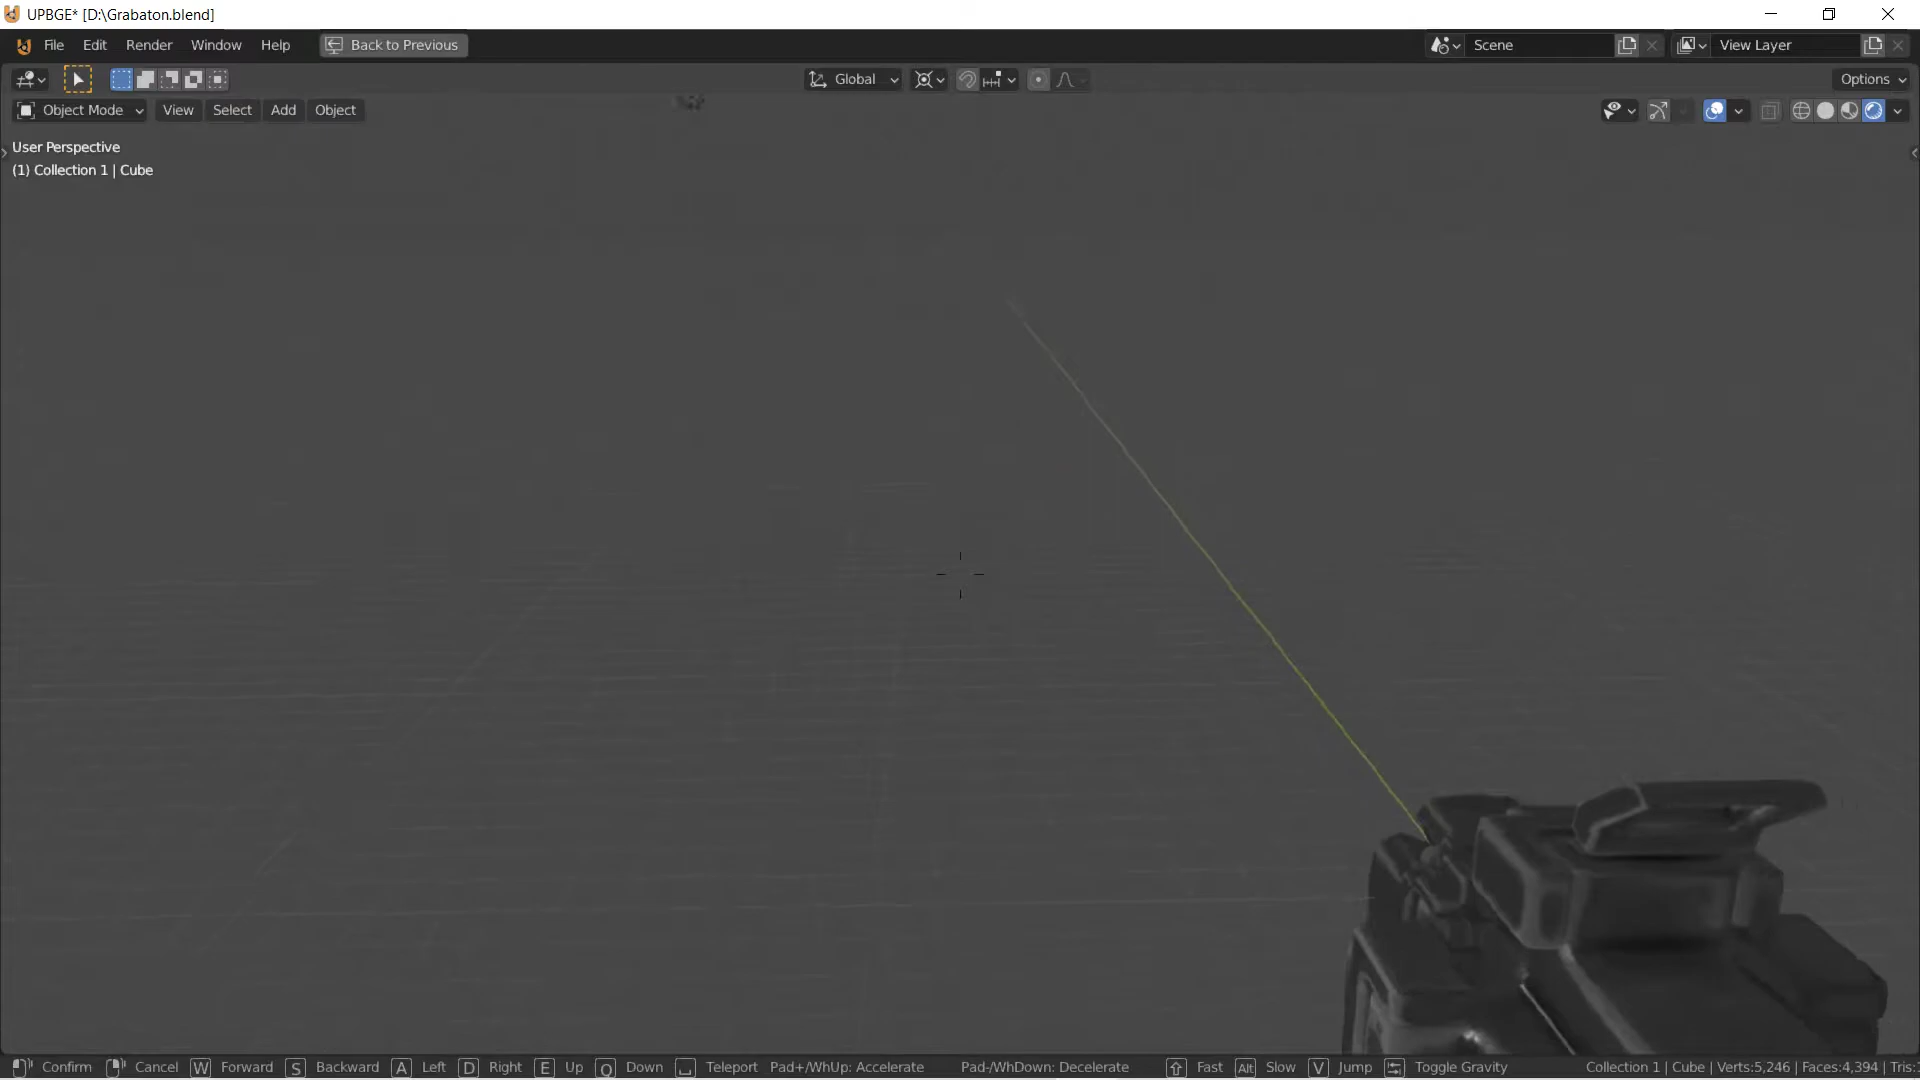 UPBGE* [D:\Grabaton.blend]
File Edit Render Window Help Back to Previous Scene View Layer
Global Options
Object Mode View Select Add Object
User Perspective
(1) Collection 1 | Cube
Confirm Cancel W Forward S Backward A Left D Right E Up Q Down Teleport Pad+/WhUp: Accelerate Pad-/WhDown: Decelerate Fast Alt Slow V Jump Toggle Gravity Collection 1 | Cube | Verts:5,246 | Faces:4,394 | Tris: